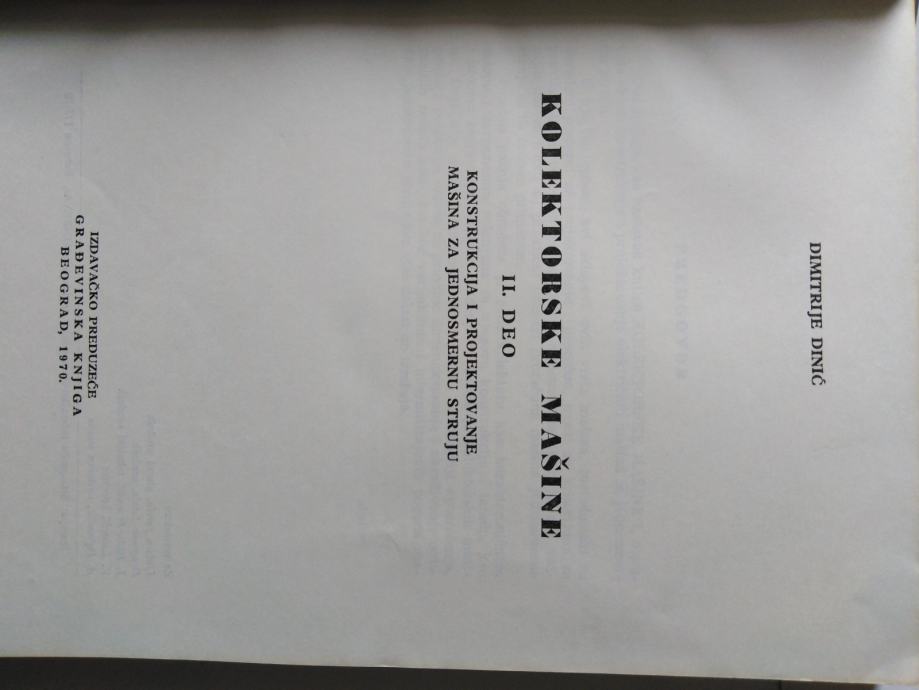 DIMITRIJE DINIĆ
KOLEKTORSKE MAŠINE
II. DEO
KONSTRUKCIJA I PROJEKTOVANJE
MAŠINA ZA JEDNOSMERNU STRUJU
IZDAVAČKO PREDUZEĆE
GRAĐEVINSKA KNJIGA
BEOGRAD, 1970.